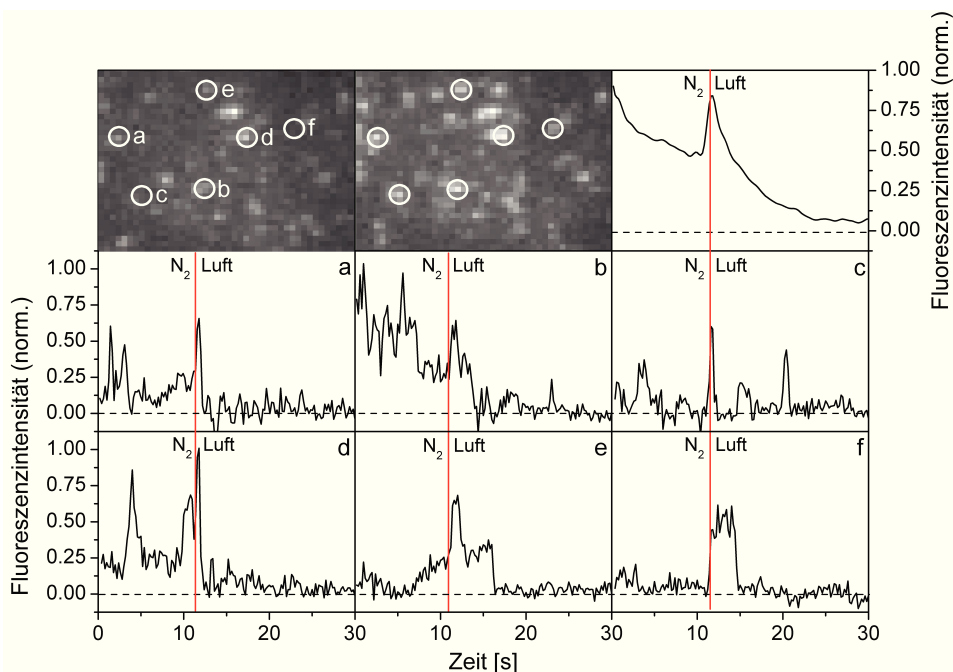 e
a
d
f
c
b
N2 Luft
1.00
0.75
0.50
0.25
0.00
Fluoreszenzintensität (norm.)
Fluoreszenzintensität (norm.)
1.00
0.75
0.50
0.25
0.00
N2 Luft
a
N2 Luft
b
N2 Luft
c
1.00
0.75
0.50
0.25
0.00
N2 Luft
d
N2 Luft
e
N2 Luft
f
0 10 20 30 10 20 30 10 20 30
Zeit [s]